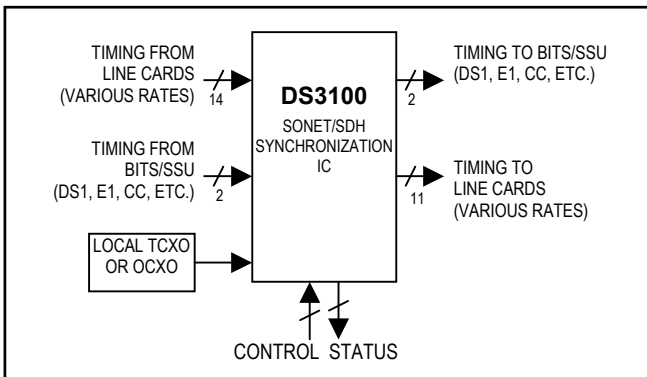 TIMING FROM
LINE CARDS
(VARIOUS RATES)
14
TIMING FROM
BITS/SSU
(DS1, E1, CC, ETC.)
2
LOCAL TCXO
OR OCXO
DS3100
SONET/SDH
SYNCHRONIZATION
IC
TIMING TO BITS/SSU
(DS1, E1, CC, ETC.)
2
TIMING TO
LINE CARDS
(VARIOUS RATES)
11
CONTROL STATUS